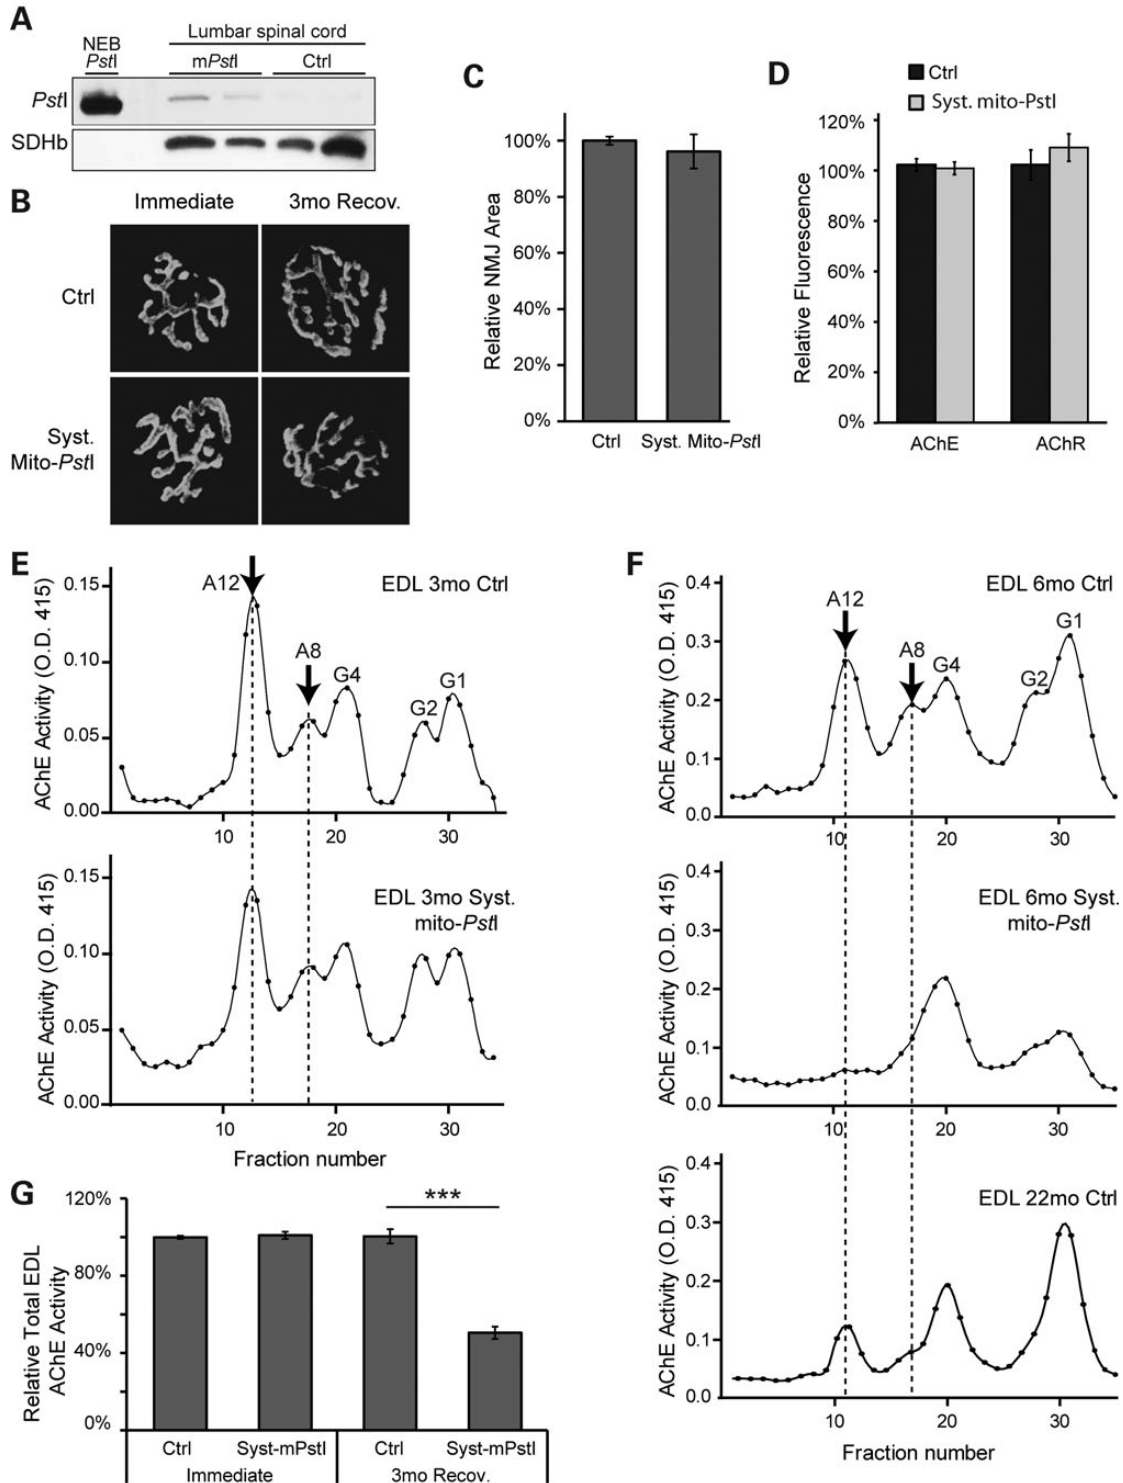 A
NEB
PstI
Lumbar spinal cord
mPstI
Ctrl
PstI
SDHb
B
Immediate
3mo Recov.
Ctrl
Syst.
Mito-PstI
C
Relative NMJ Area
100%
80%
60%
40%
20%
0%
Ctrl
Syst. Mito-PstI
D
Ctrl
Syst. mito-PstI
Relative Fluorescence
120%
100%
80%
60%
40%
20%
0%
AChE
AChR
E
AChE Activity (O.D. 415)
0.15
0.10
0.05
0.00
A12
A8
G4
G2
G1
EDL 3mo Ctrl
10
20
30
AChE Activity (O.D. 415)
0.15
0.10
0.05
0.00
EDL 3mo Syst.
mito-PstI
10
20
30
Fraction number
F
AChE Activity (O.D. 415)
0.4
0.3
0.2
0.1
0.0
A12
A8
G4
G2
G1
EDL 6mo Ctrl
10
20
30
AChE Activity (O.D. 415)
0.4
0.3
0.2
0.1
0.0
EDL 6mo Syst.
mito-PstI
10
20
30
AChE Activity (O.D. 415)
0.4
0.3
0.2
0.1
0.0
EDL 22mo Ctrl
10
20
30
Fraction number
G
Relative Total EDL
AChE Activity
120%
80%
40%
0%
***
Ctrl
Syst-mPstI
Ctrl
Syst-mPstI
Immediate
3mo Recov.